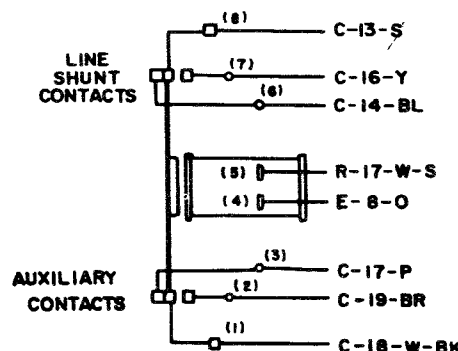 (8) C-13-S
LINE
SHUNT
CONTACTS
(7) C-16-Y
(6) C-14-BL
(5) R-17-W-S
(4) E-8-O
(3) C-17-P
AUXILIARY
CONTACTS
(2) C-19-BR
(1) C-18-W-BK